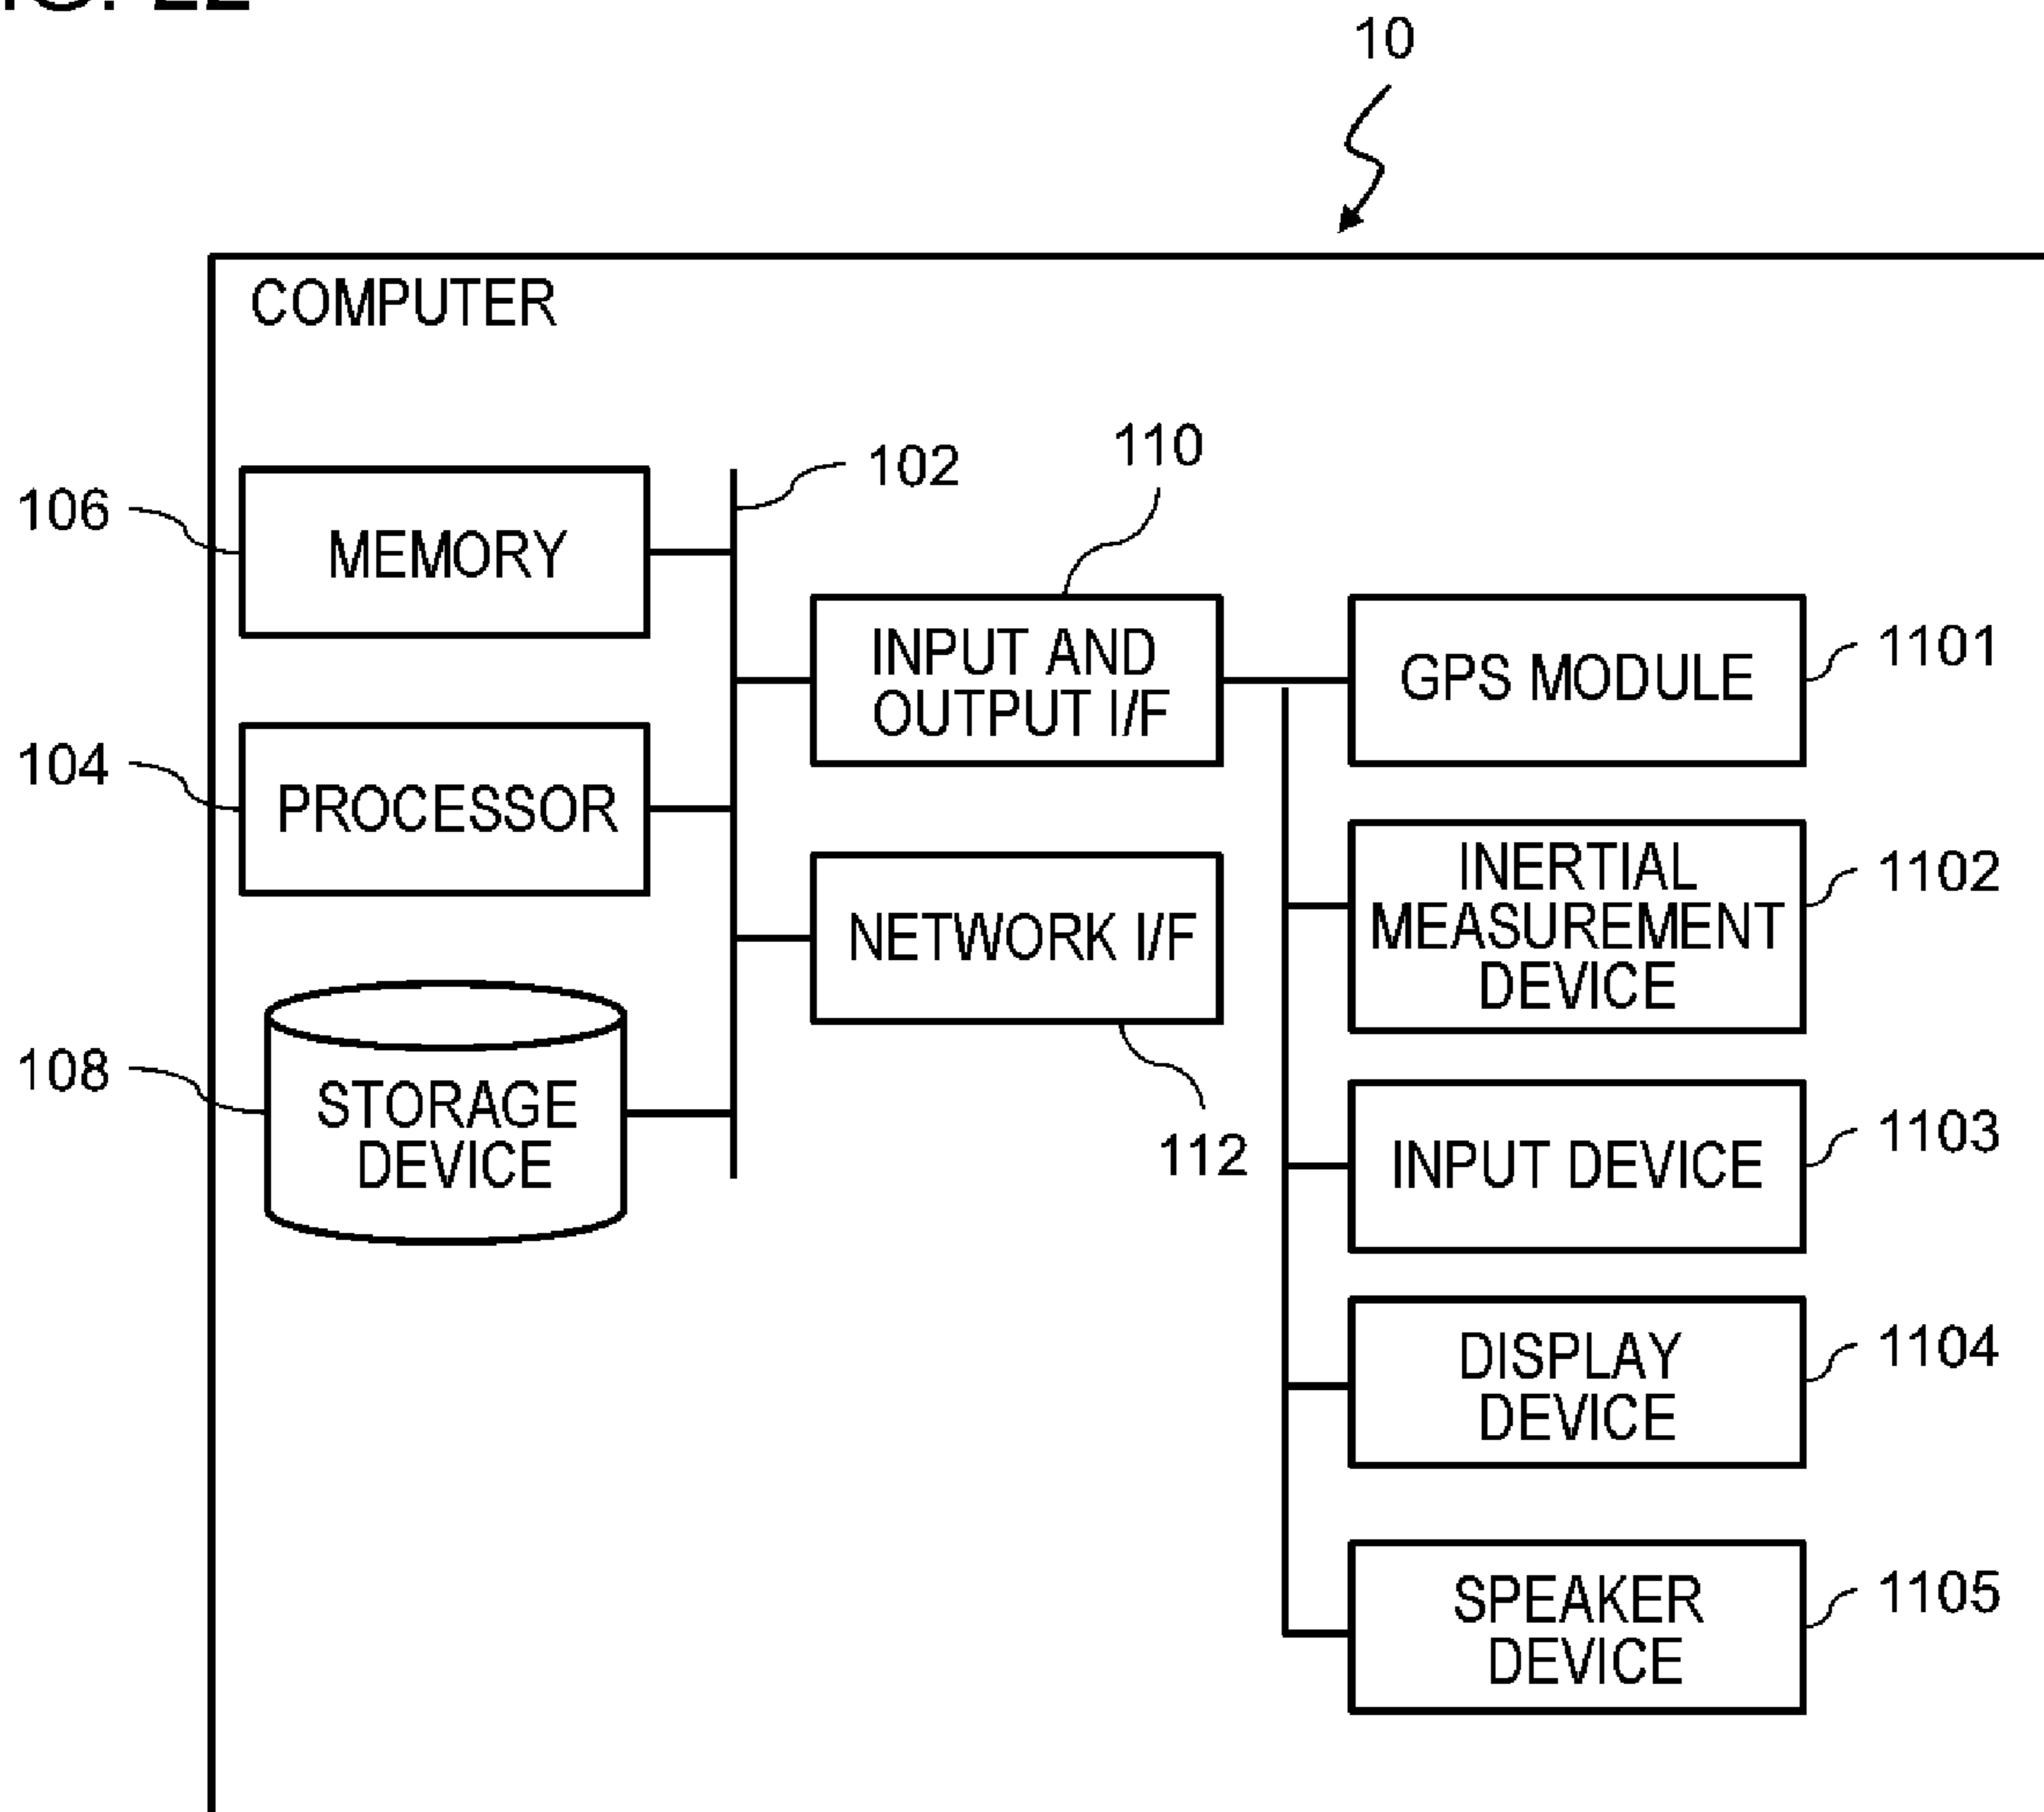 22
10
COMPUTER
110
102
106
MEMORY
INPUT AND
OUTPUT I/F
GPS MODULE
1101
104
PROCESSOR
INERTIAL
MEASUREMENT
DEVICE
1102
NETWORK I/F
108
STORAGE
DEVICE
112
INPUT DEVICE
1103
DISPLAY
DEVICE
1104
SPEAKER
DEVICE
1105